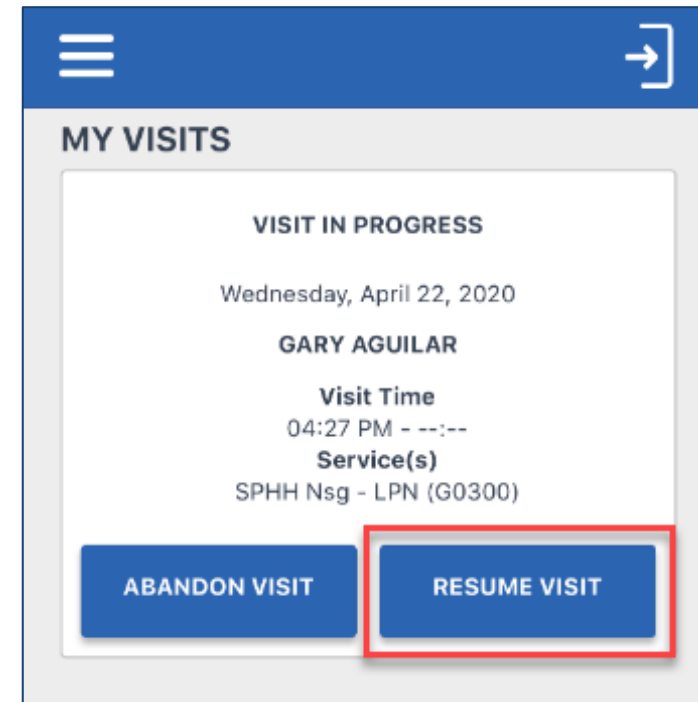 MY VISITS
VISIT IN PROGRESS
Wednesday, April 22, 2020
GARY AGUILAR
Visit Time
04:27 PM - --:--
Service(s)
SPHH Nsg - LPN (G0300)
ABANDON VISIT
RESUME VISIT